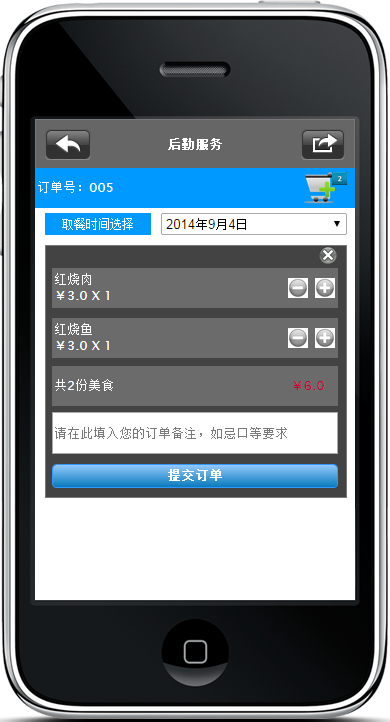 后勤服务
订单号：005
2
取餐时间选择
2014年9月4日
红烧肉
￥3.0 X 1
红烧鱼
￥3.0 X 1
共2份美食
￥6.0
请在此填入您的订单备注，如忌口等要求
提交订单